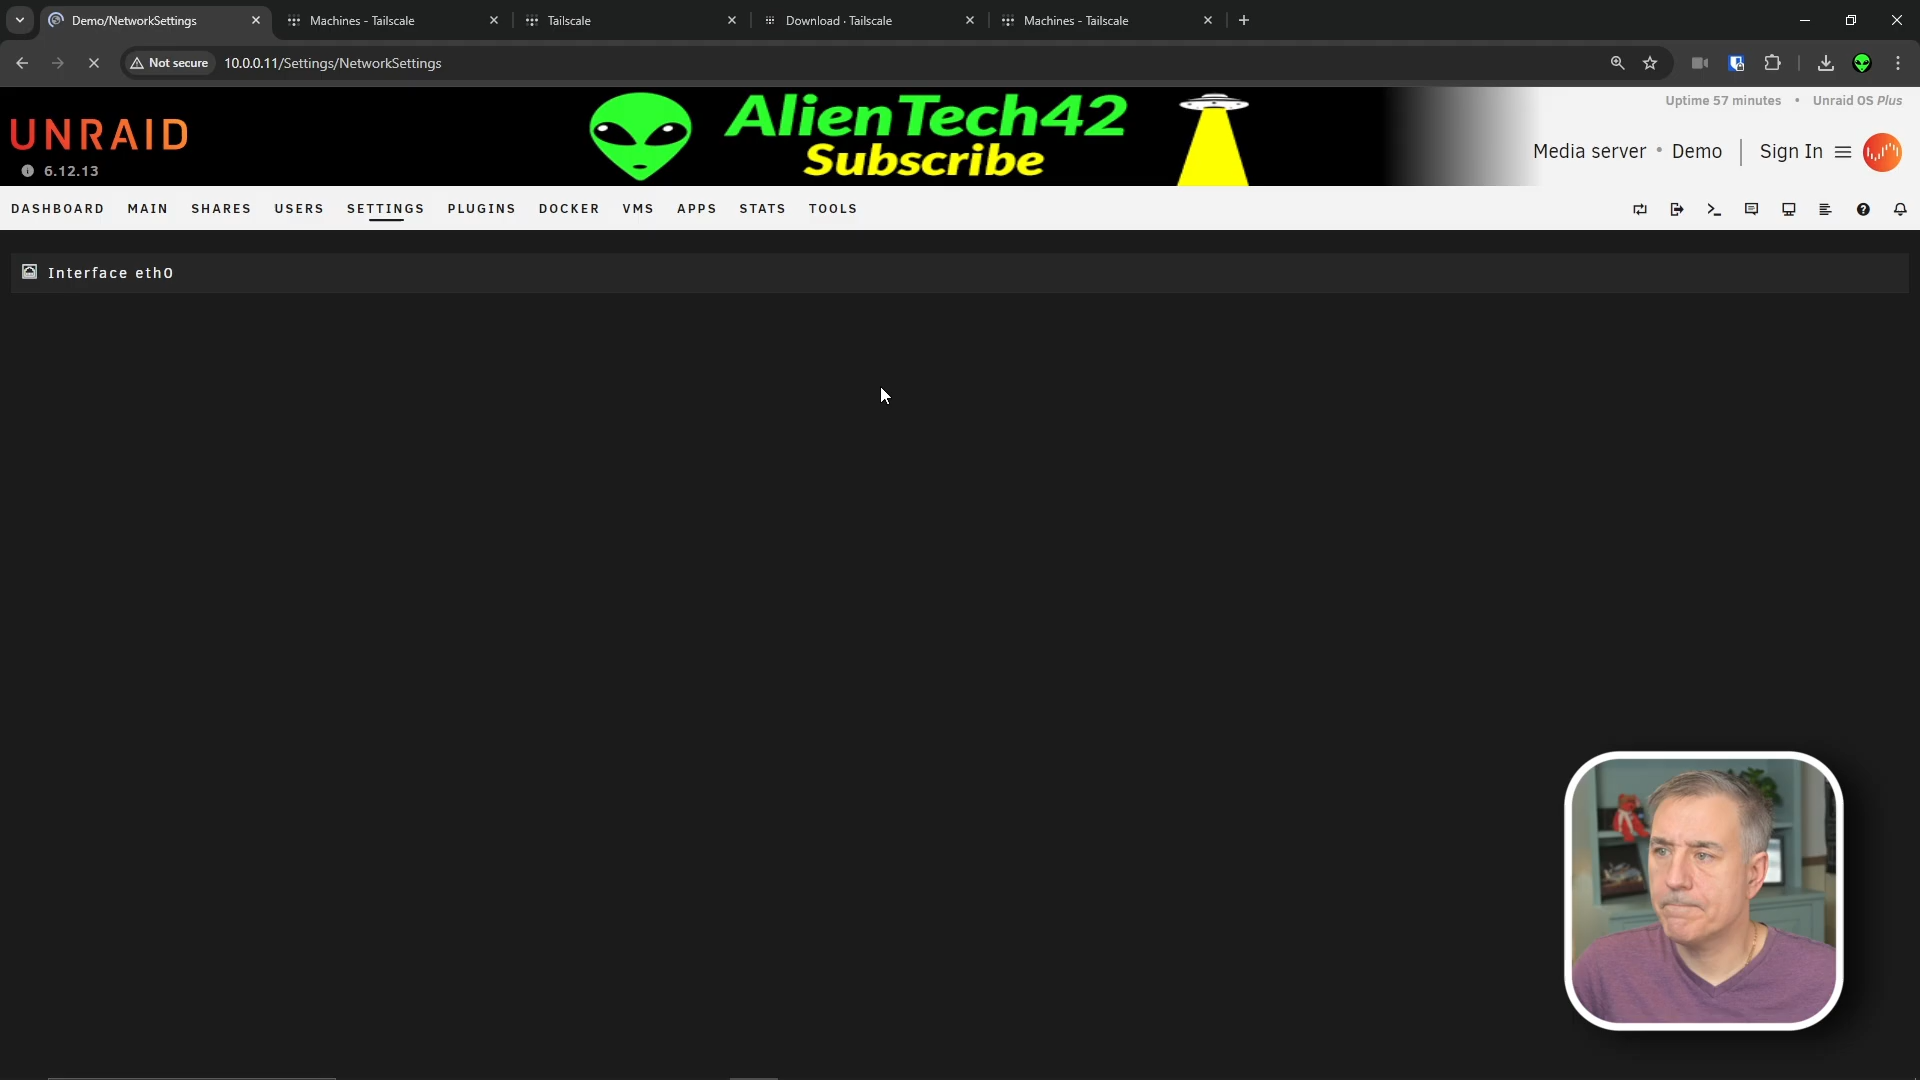 Demo/NetworkSettings
Machines - Tailscale
Tailscale
Download · Tailscale
Machines - Tailscale
Not secure
10.0.0.11/Settings/NetworkSettings
UNRAID
6.12.13
AlienTech42
Subscribe
Uptime 57 minutes • Unraid OS Plus
Media server • Demo
Sign In
DASHBOARD MAIN SHARES USERS SETTINGS PLUGINS DOCKER VMS APPS STATS TOOLS
Interface eth0